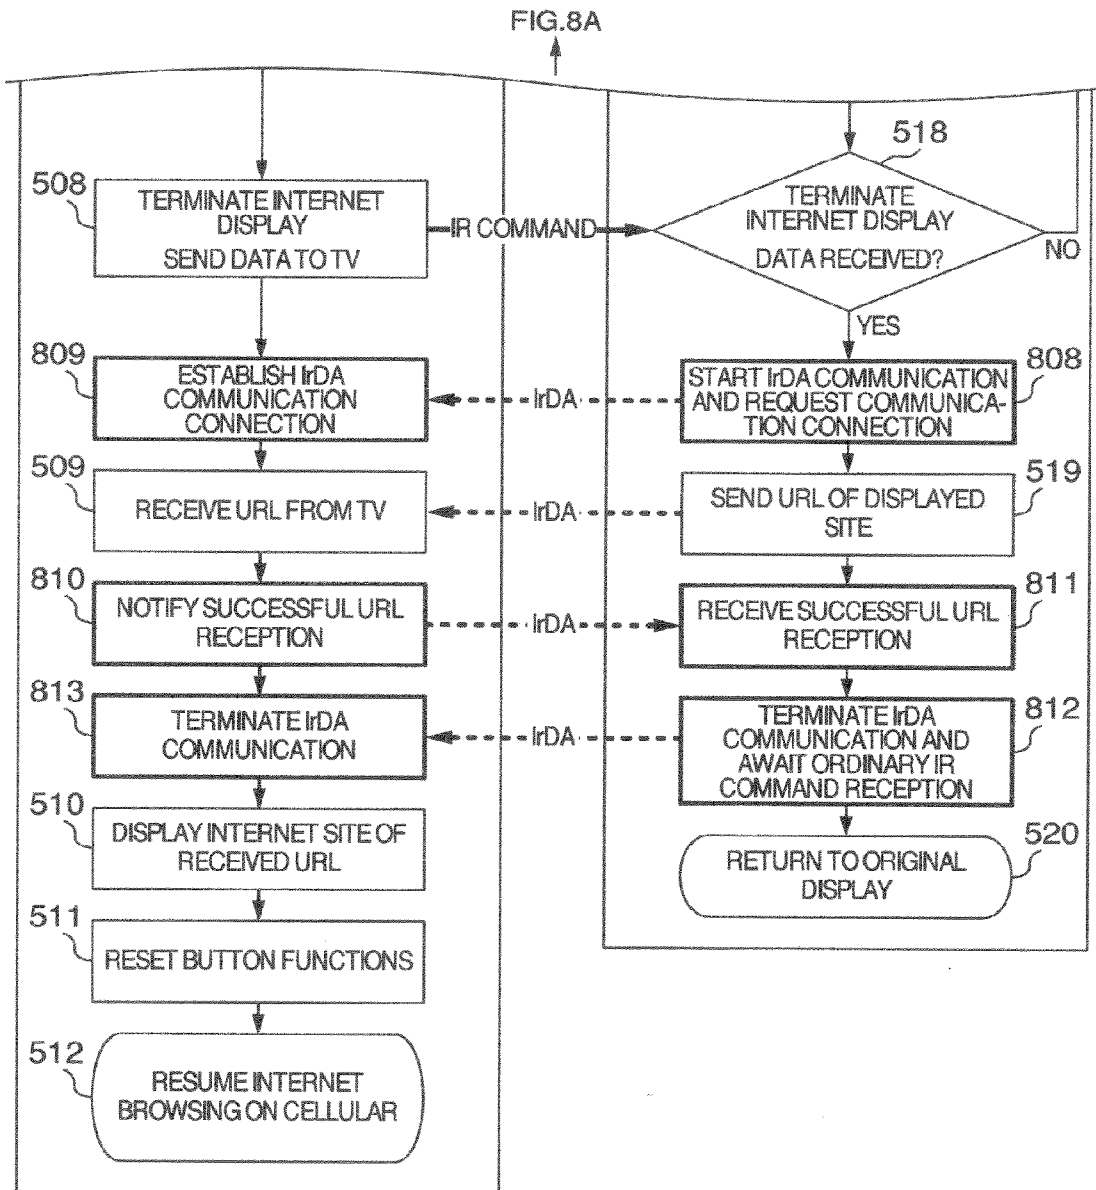 FIG.8A
508
TERMINATE INTERNET
DISPLAY
SEND DATA TO TV
IR COMMAND
518
TERMINATE
INTERNET DISPLAY
DATA RECEIVED?
NO
YES
809
ESTABLISH IrDA
COMMUNICATION
CONNECTION
IrDA
808
START IrDA COMMUNICATION
AND REQUEST COMMUNICA-
TION CONNECTION
509
RECEIVE URL FROM TV
IrDA
519
SEND URL OF DISPLAYED
SITE
810
NOTIFY SUCCESSFUL URL
RECEPTION
IrDA
811
RECEIVE SUCCESSFUL URL
RECEPTION
813
TERMINATE IrDA
COMMUNICATION
IrDA
812
TERMINATE IrDA
COMMUNICATION AND
AWAIT ORDINARY IR
COMMAND RECEPTION
510
DISPLAY INTERNET SITE OF
RECEIVED URL
520
RETURN TO ORIGINAL
DISPLAY
511
RESET BUTTON FUNCTIONS
512
RESUME INTERNET
BROWSING ON CELLULAR